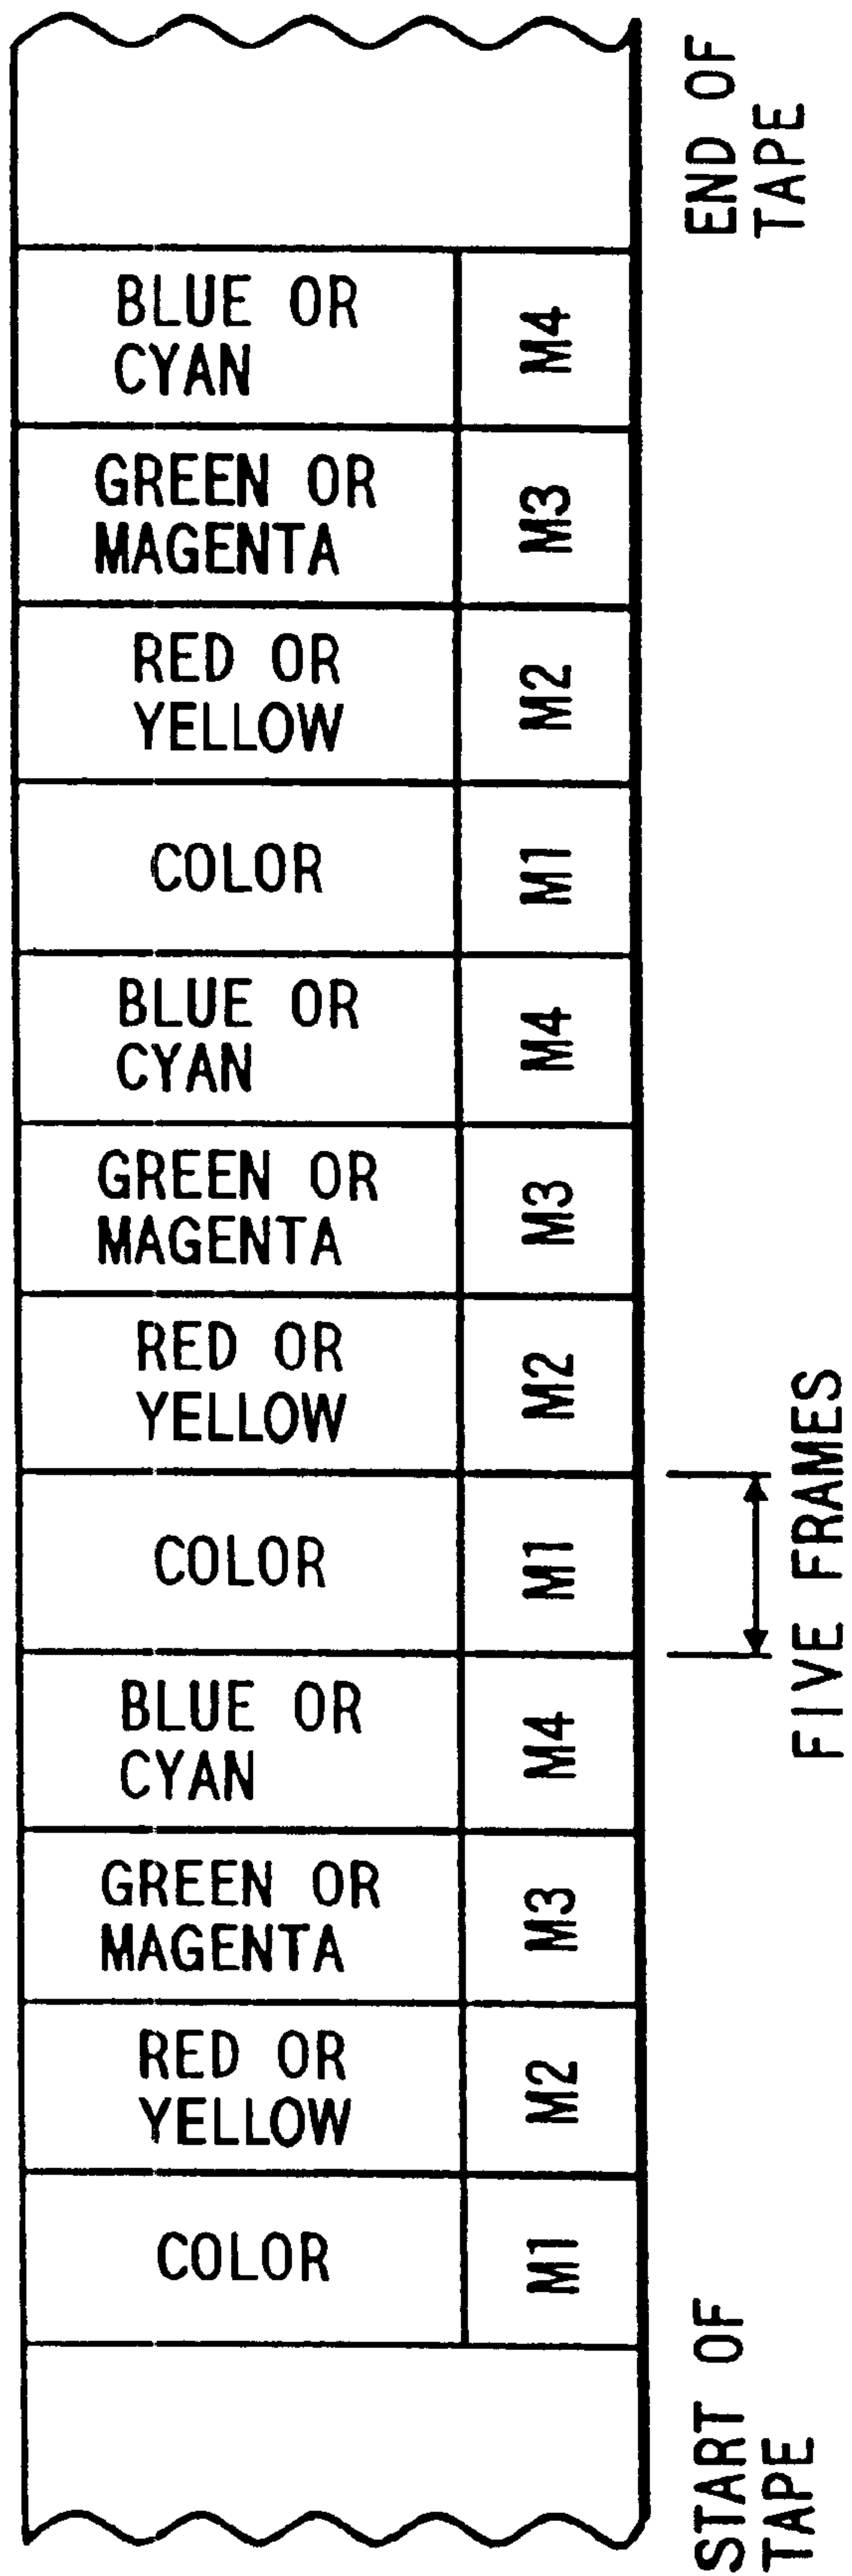 END OF
TAPE
BLUE OR
CYAN
M4
GREEN OR
MAGENTA
M3
RED OR
YELLOW
M2
COLOR
M1
BLUE OR
CYAN
M4
GREEN OR
MAGENTA
M3
RED OR
YELLOW
M2
COLOR
M1
FIVE FRAMES
BLUE OR
CYAN
M4
GREEN OR
MAGENTA
M3
RED OR
YELLOW
M2
COLOR
M1
START OF
TAPE